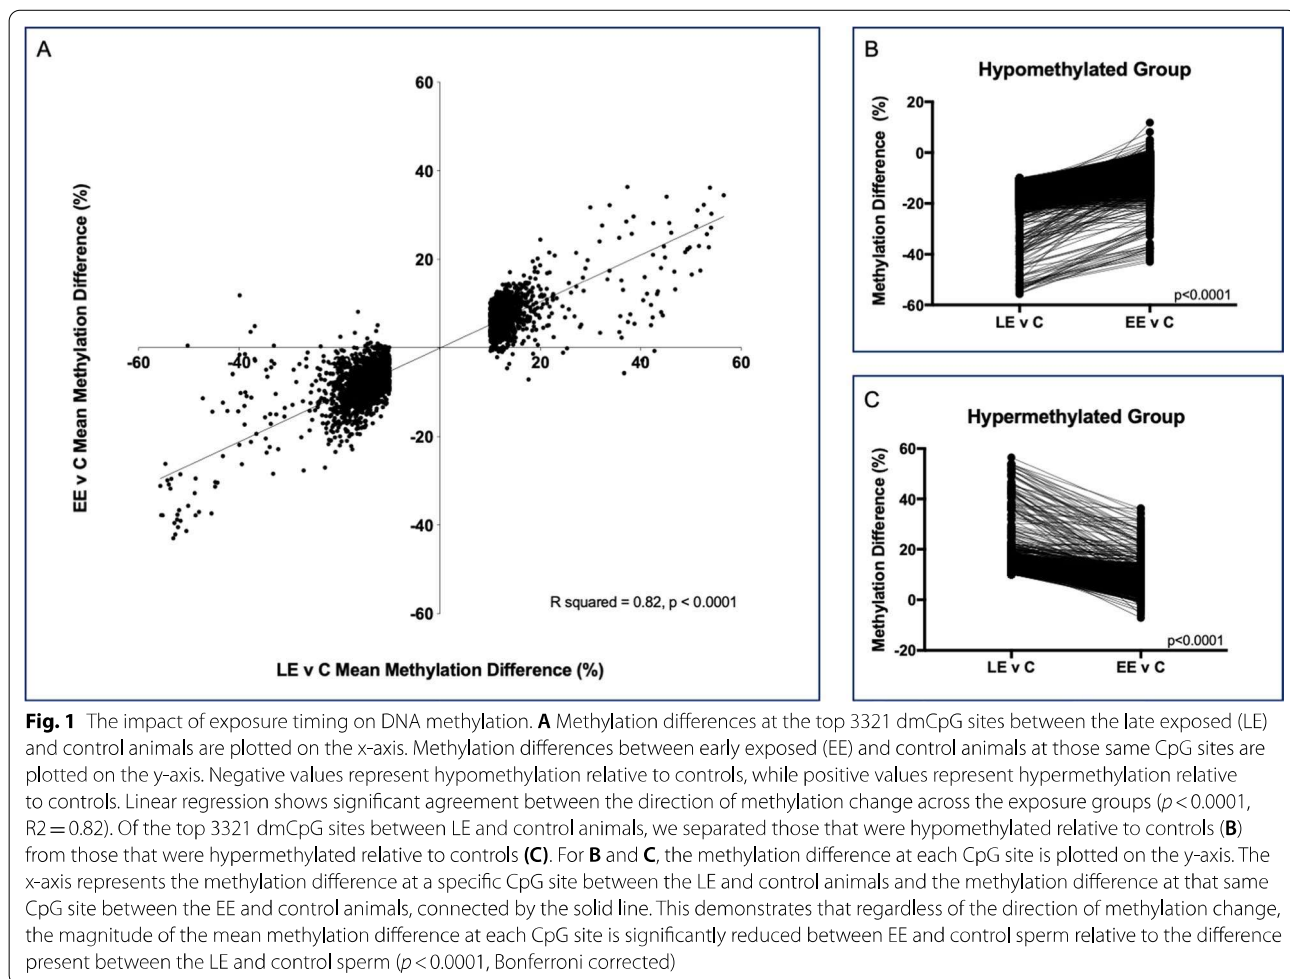 A
60
40
20
-60
-40
20
40
60
-20
-40
-60
EE v C Mean Methylation Difference (%)
R squared = 0.82, p < 0.0001
LE v C Mean Methylation Difference (%)
B
Hypomethylated Group
Methylation Difference (%)
20
0
-20
-40
-60
p<0.0001
LE v C
EE v C
C
Hypermethylated Group
Methylation Difference (%)
60
40
20
0
-20
p<0.0001
LE v C
EE v C
Fig. 1 The impact of exposure timing on DNA methylation. A Methylation differences at the top 3321 dmCpG sites between the late exposed (LE)
and control animals are plotted on the x-axis. Methylation differences between early exposed (EE) and control animals at those same CpG sites are
plotted on the y-axis. Negative values represent hypomethylation relative to controls, while positive values represent hypermethylation relative
to controls. Linear regression shows significant agreement between the direction of methylation change across the exposure groups (p < 0.0001,
R2 = 0.82). Of the top 3321 dmCpG sites between LE and control animals, we separated those that were hypomethylated relative to controls (B)
from those that were hypermethylated relative to controls (C). For B and C, the methylation difference at each CpG site is plotted on the y-axis. The
x-axis represents the methylation difference at a specific CpG site between the LE and control animals and the methylation difference at that same
CpG site between the EE and control animals, connected by the solid line. This demonstrates that regardless of the direction of methylation change,
the magnitude of the mean methylation difference at each CpG site is significantly reduced between EE and control sperm relative to the difference
present between the LE and control sperm (p < 0.0001, Bonferroni corrected)